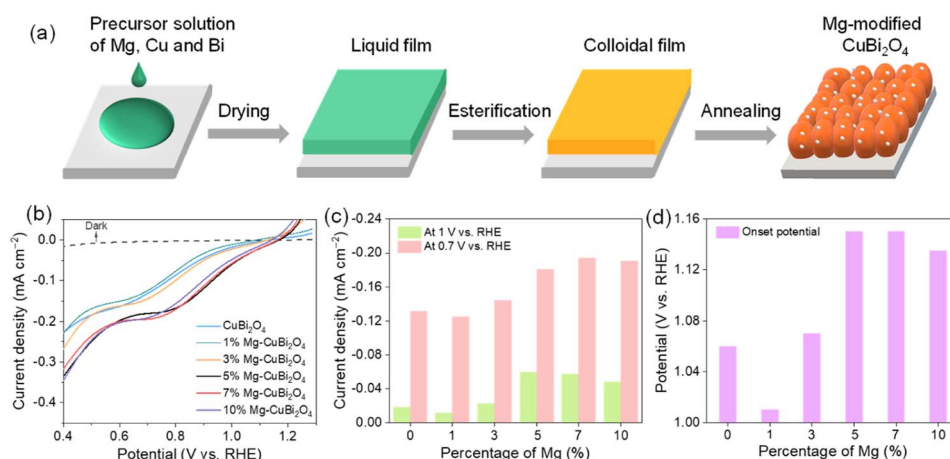 (a)
Precursor solution
of Mg, Cu and Bi
Drying
Liquid film
Esterification
Colloidal film
Annealing
Mg-modified
CuBi₂O₄
(b)
Current density (mA cm⁻²)
0.0
-0.1
-0.2
-0.3
-0.4
Dark
CuBi₂O₄
1% Mg-CuBi₂O₄
3% Mg-CuBi₂O₄
5% Mg-CuBi₂O₄
7% Mg-CuBi₂O₄
10% Mg-CuBi₂O₄
0.4 0.6 0.8 1.0 1.2
Potential (V vs. RHE)
(c)
Current density (mA cm⁻²)
-0.24
-0.20
-0.16
-0.12
-0.08
-0.04
0.00
At 1 V vs. RHE
At 0.7 V vs. RHE
0 1 3 5 7 10
Percentage of Mg (%)
(d)
Potential (V vs. RHE)
1.16
1.12
1.08
1.04
1.00
Onset potential
0 1 3 5 7 10
Percentage of Mg (%)